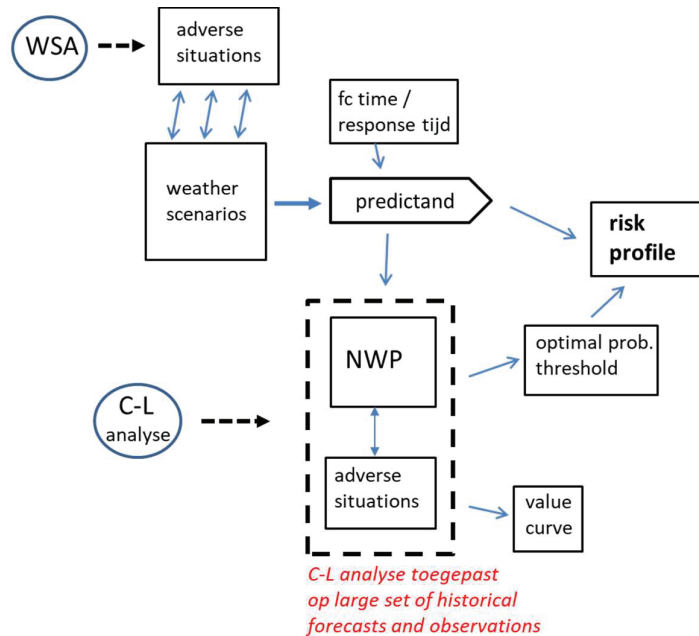 WSA
adverse
situations
fc time /
response tijd
weather
scenarios
predictand
risk
profile
NWP
optimal prob.
threshold
C-L
analyse
adverse
situations
value
curve
C-L analyse toegepast
op large set of historical
forecasts and observations